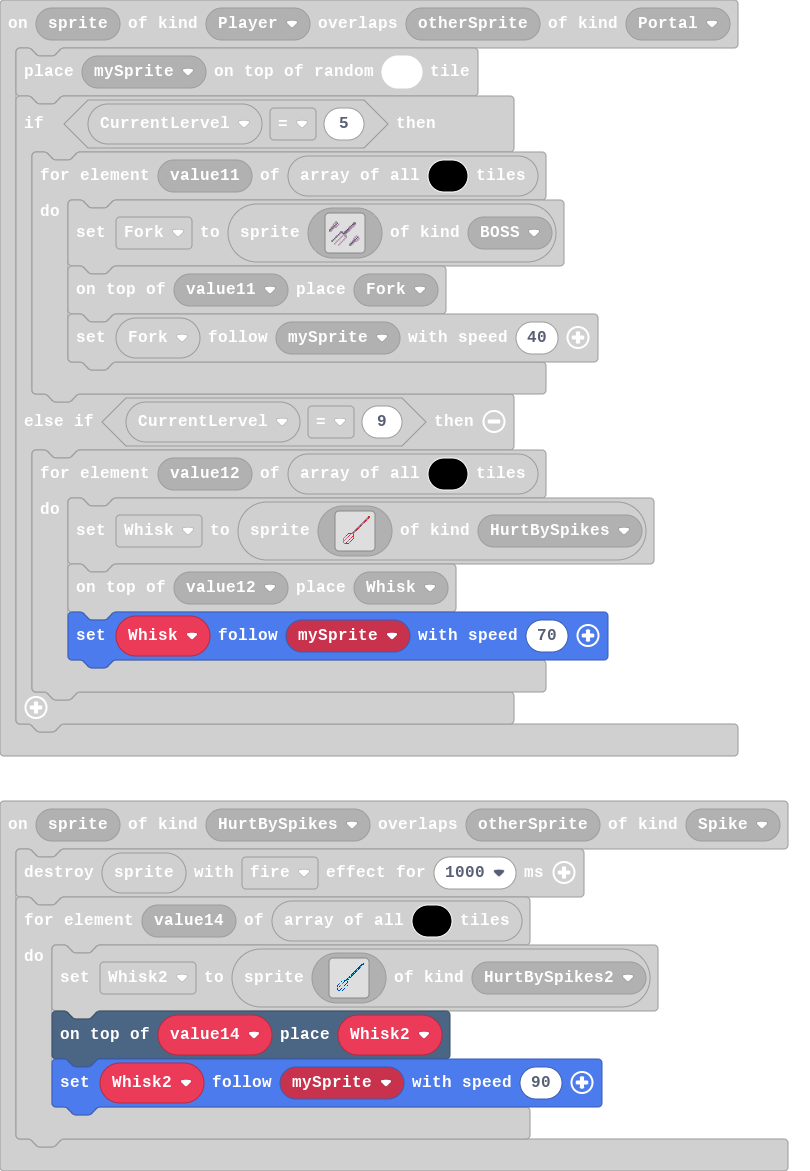 on sprite of kind Player overlaps otherSprite of kind Portal
place mySprite on top of random tile
if CurrentLervel = 5 then
for element value11 of array of all tiles
do
set Fork to sprite of kind BOSS
on top of value11 place Fork
set Fork follow mySprite with speed 40
else if CurrentLervel = 9 then
for element value12 of array of all tiles
do
set Whisk to sprite of kind HurtBySpikes
on top of value12 place Whisk
set Whisk follow mySprite with speed 70
on sprite of kind HurtBySpikes overlaps otherSprite of kind Spike
destroy sprite with fire effect for 1000 ms
for element value14 of array of all tiles
do
set Whisk2 to sprite of kind HurtBySpikes2
on top of value14 place Whisk2
set Whisk2 follow mySprite with speed 90